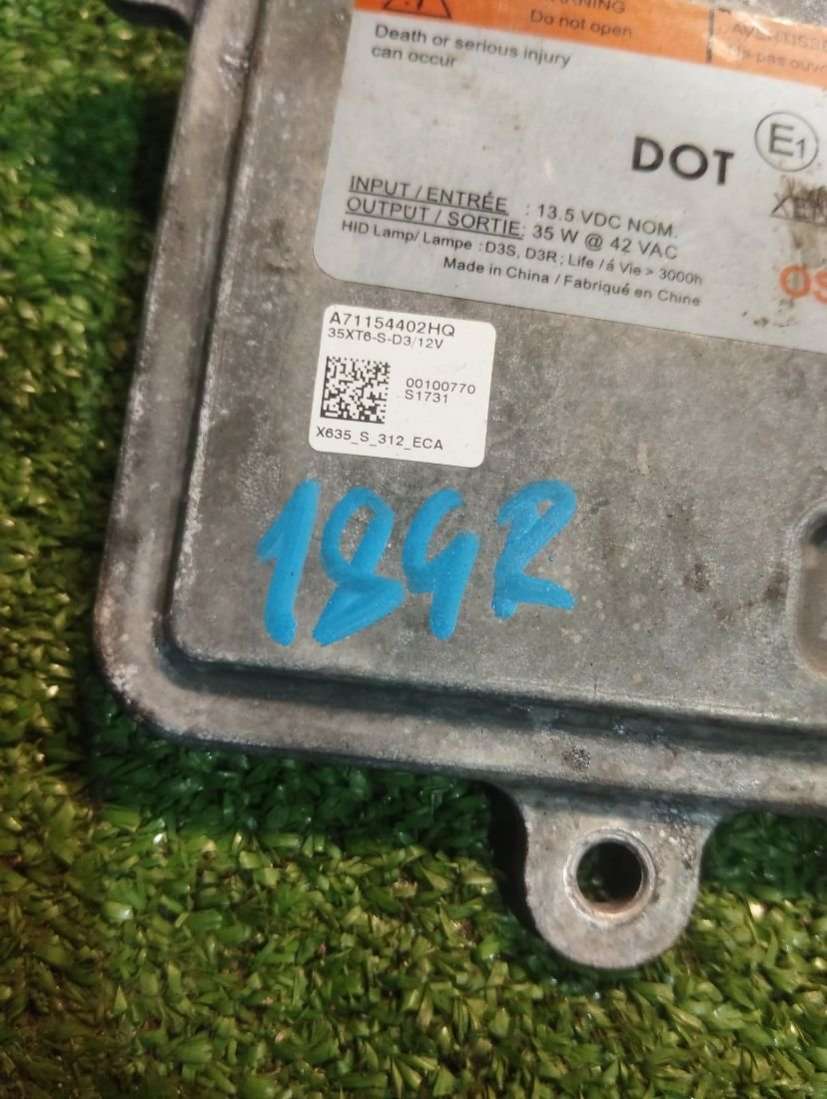 WARNING
Do not open
Death or serious injury
can occur
DOT E1
INPUT / ENTRÉE : 13.5 VDC NOM.
OUTPUT / SORTIE: 35 W @ 42 VAC
HID Lamp/ Lampe : D3S, D3R; Life / á Vie > 3000h
Made in China / Fabriqué en Chine
A71154402HQ
35XT6-S-D3/12V
00100770
S1731
X635_S_312_ECA
189R